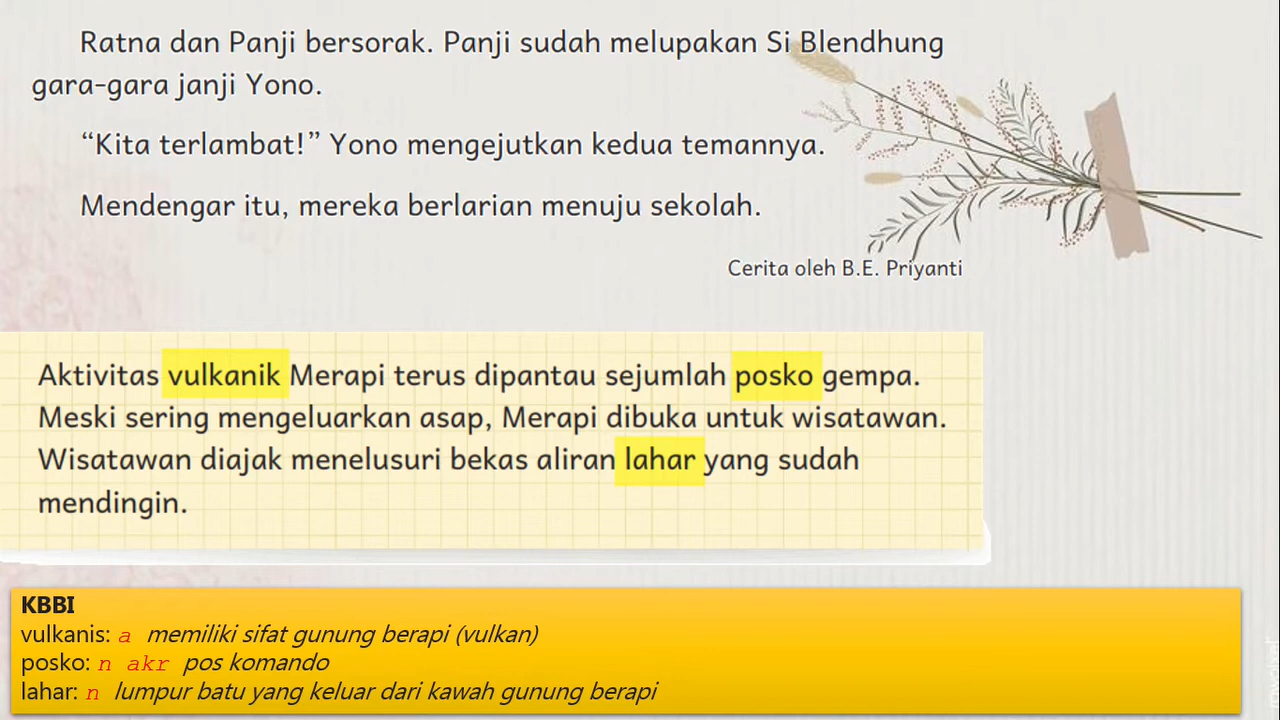 Ratna dan Panji bersorak. Panji sudah melupakan Si Blendhung
gara-gara janji Yono.
“Kita terlambat!” Yono mengejutkan kedua temannya.
Mendengar itu, mereka berlarian menuju sekolah.
Cerita oleh B.E. Priyanti
Aktivitas vulkanik Merapi terus dipantau sejumlah posko gempa.
Meski sering mengeluarkan asap, Merapi dibuka untuk wisatawan.
Wisatawan diajak menelusuri bekas aliran lahar yang sudah
mendingin.
KBBI
vulkanis: a memiliki sifat gunung berapi (vulkan)
posko: n akr pos komando
lahar: n lumpur batu yang keluar dari kawah gunung berapi